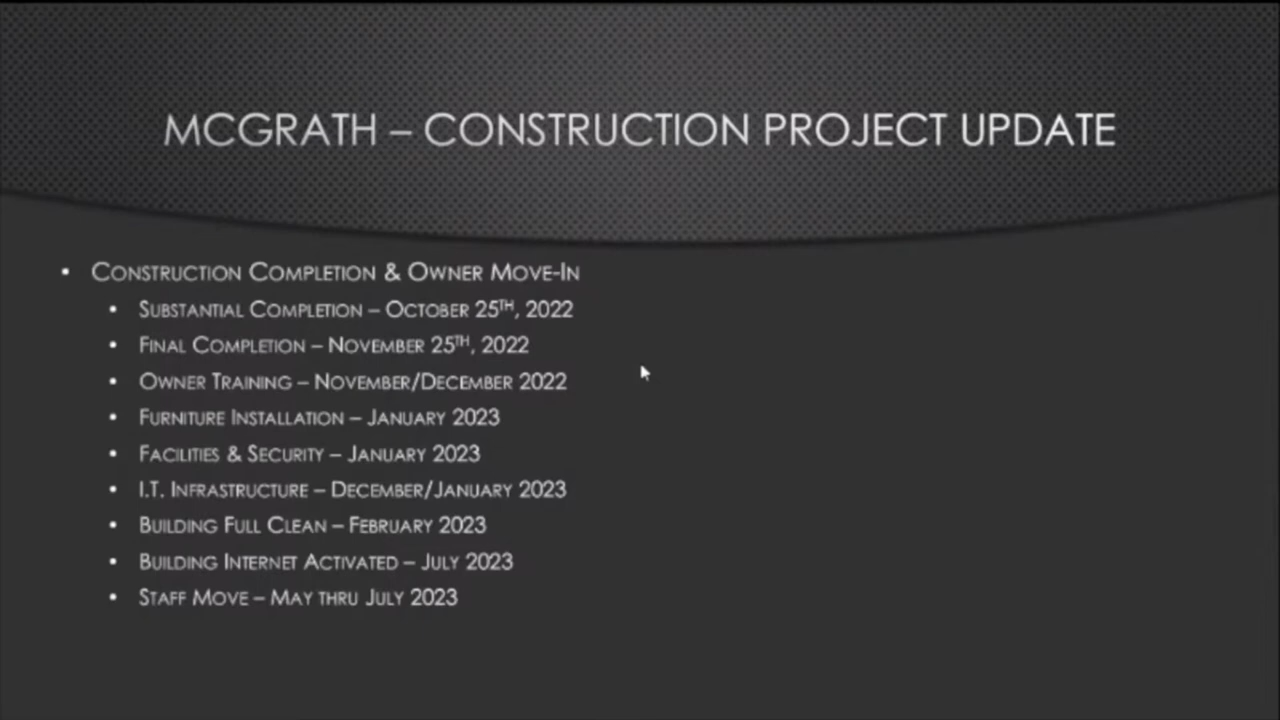 MCGRATH – CONSTRUCTION PROJECT UPDATE
• CONSTRUCTION COMPLETION & OWNER MOVE-IN
• SUBSTANTIAL COMPLETION – OCTOBER 25TH, 2022
• FINAL COMPLETION – NOVEMBER 25TH, 2022
• OWNER TRAINING – NOVEMBER/DECEMBER 2022
• FURNITURE INSTALLATION – JANUARY 2023
• FACILITIES & SECURITY – JANUARY 2023
• I.T. INFRASTRUCTURE – DECEMBER/JANUARY 2023
• BUILDING FULL CLEAN – FEBRUARY 2023
• BUILDING INTERNET ACTIVATED – JULY 2023
• STAFF MOVE – MAY THRU JULY 2023